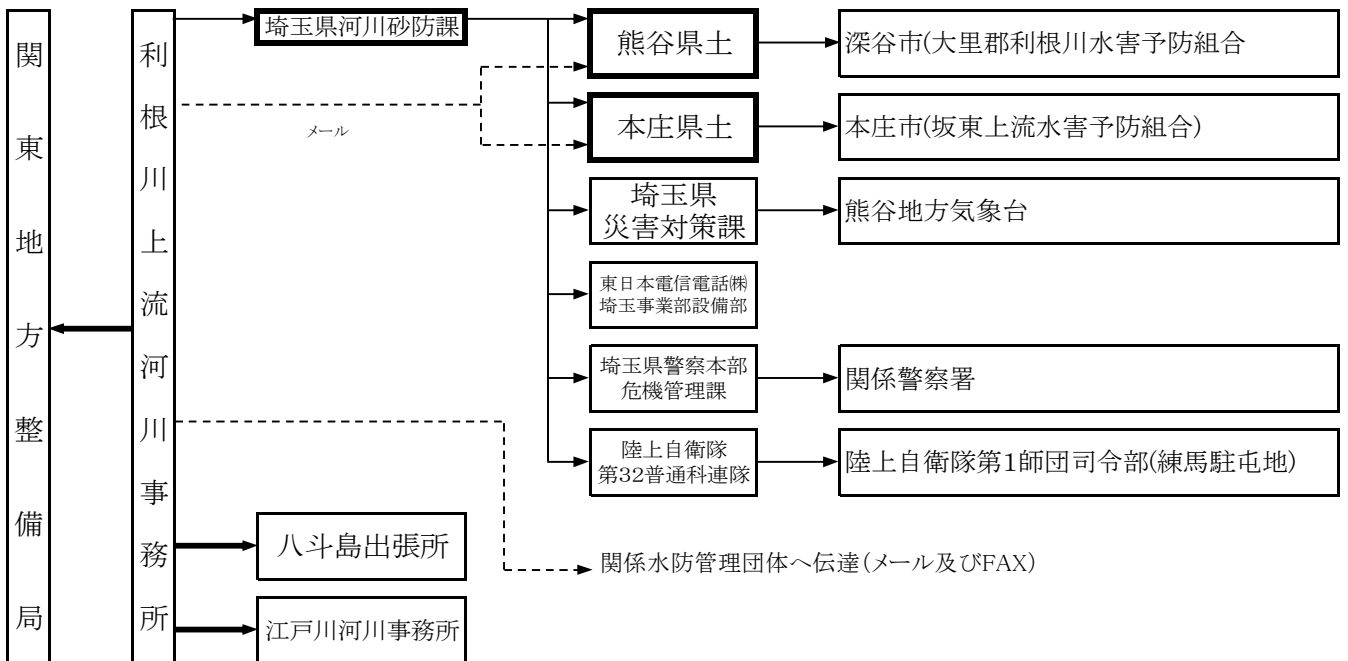 関東地方整備局
利根川上流河川事務所
埼玉県河川砂防課
メール
熊谷県土
深谷市(大里郡利根川水害予防組合
本庄県土
本庄市(坂東上流水害予防組合)
埼玉県
災害対策課
熊谷地方気象台
東日本電信電話㈱
埼玉事業部設備部
埼玉県警察本部
危機管理課
関係警察署
陸上自衛隊
第32普通科連隊
陸上自衛隊第1師団司令部(練馬駐屯地)
八斗島出張所
関係水防管理団体へ伝達(メール及びFAX)
江戸川河川事務所